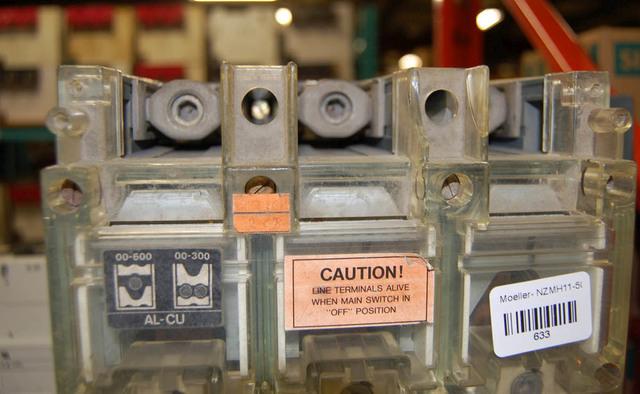 00-600 00-300
AL-CU
CAUTION!
LINE TERMINALS ALIVE
WHEN MAIN SWITCH IN
"OFF" POSITION
Moeller- NZMH11-50
633